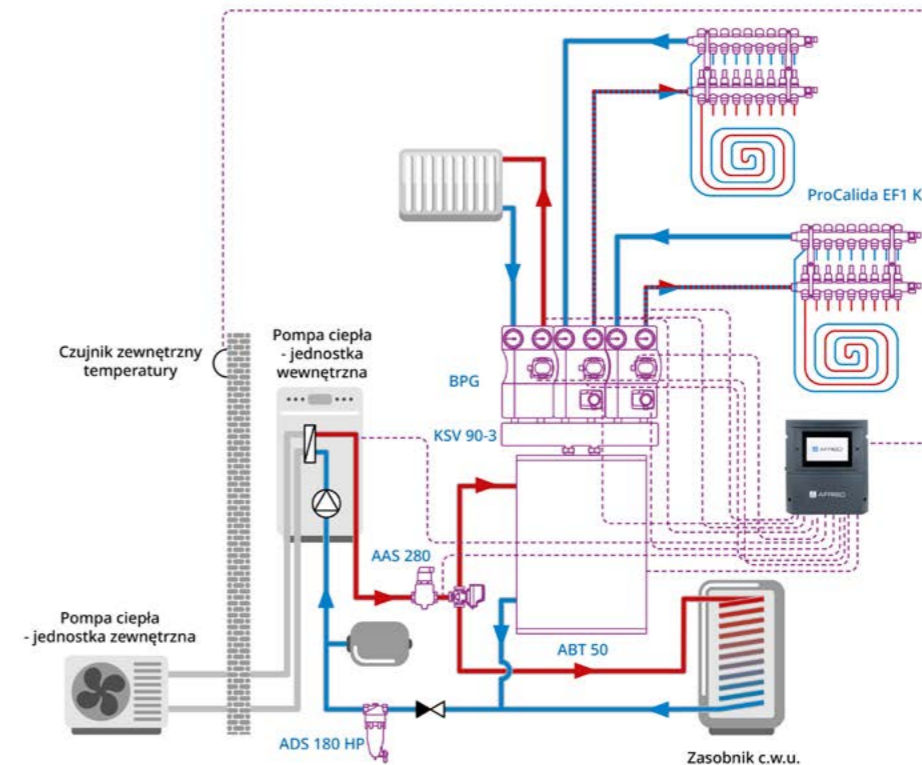 ProCalida EF1 K
Czujnik zewnętrzny
temperatury
Pompa ciepła
- jednostka
wewnętrzna
BPG
KSV 90-3
AFRISO
AFRISO
AAS 280
Pompa ciepła
- jednostka zewnętrzna
ABT 50
ADS 180 HP
Zasobnik c.w.u.